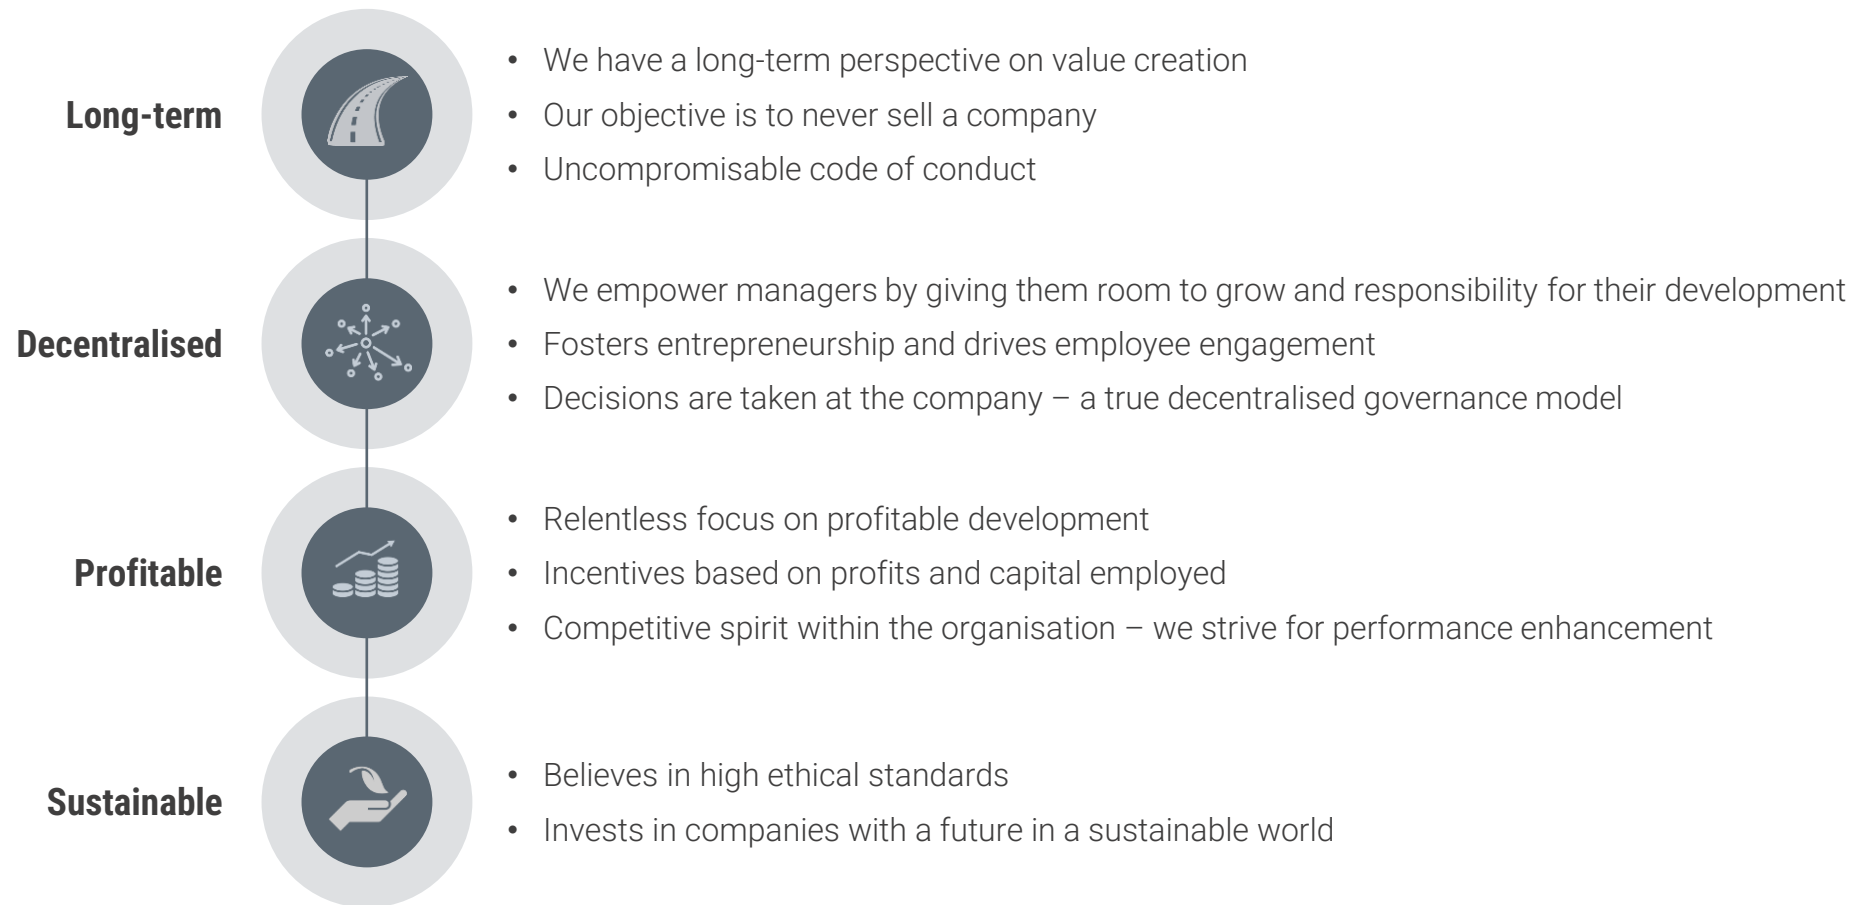 Long-term
• We have a long-term perspective on value creation
• Our objective is to never sell a company
• Uncompromisable code of conduct
Decentralised
• We empower managers by giving them room to grow and responsibility for their development
• Fosters entrepreneurship and drives employee engagement
• Decisions are taken at the company – a true decentralised governance model
Profitable
• Relentless focus on profitable development
• Incentives based on profits and capital employed
• Competitive spirit within the organisation – we strive for performance enhancement
Sustainable
• Believes in high ethical standards
• Invests in companies with a future in a sustainable world